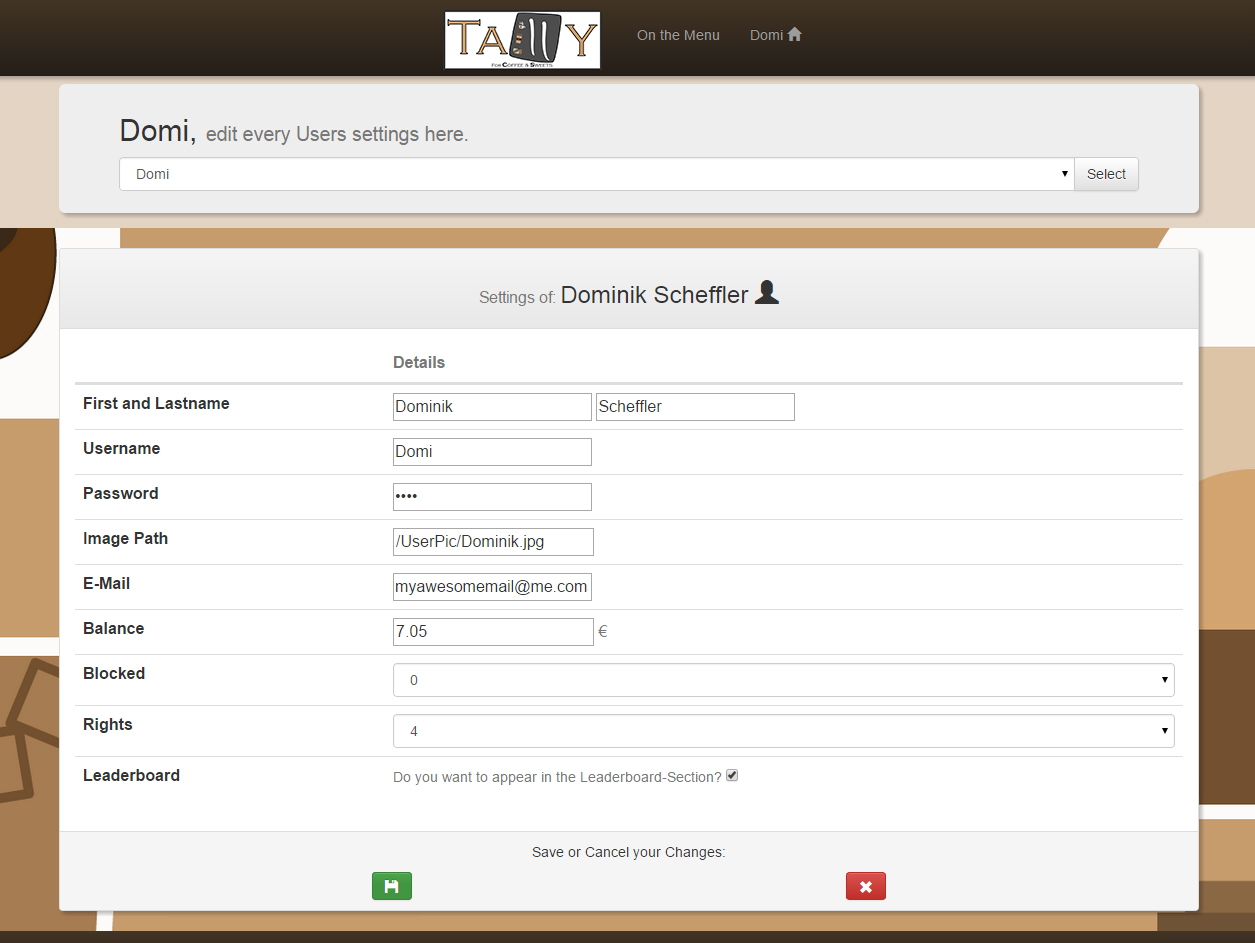 TALLY On the Menu Domi
FOR COFFEE & SWEETS
Domi, edit every Users settings here.
Domi Select
Settings of: Dominik Scheffler
Details
First and Lastname Dominik Scheffler
Username Domi
Password ••••
Image Path /UserPic/Dominik.jpg
E-Mail myawesomemail@me.com
Balance 7.05 €
Blocked 0
Rights 4
Leaderboard Do you want to appear in the Leaderboard-Section?
Save or Cancel your Changes: